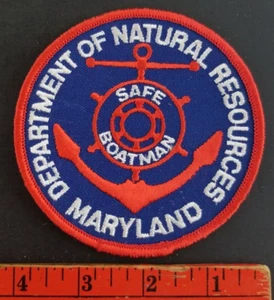 DEPARTMENT OF NATURAL RESOURCES
SAFE
BOATMAN
MARYLAND
4 3 2 1